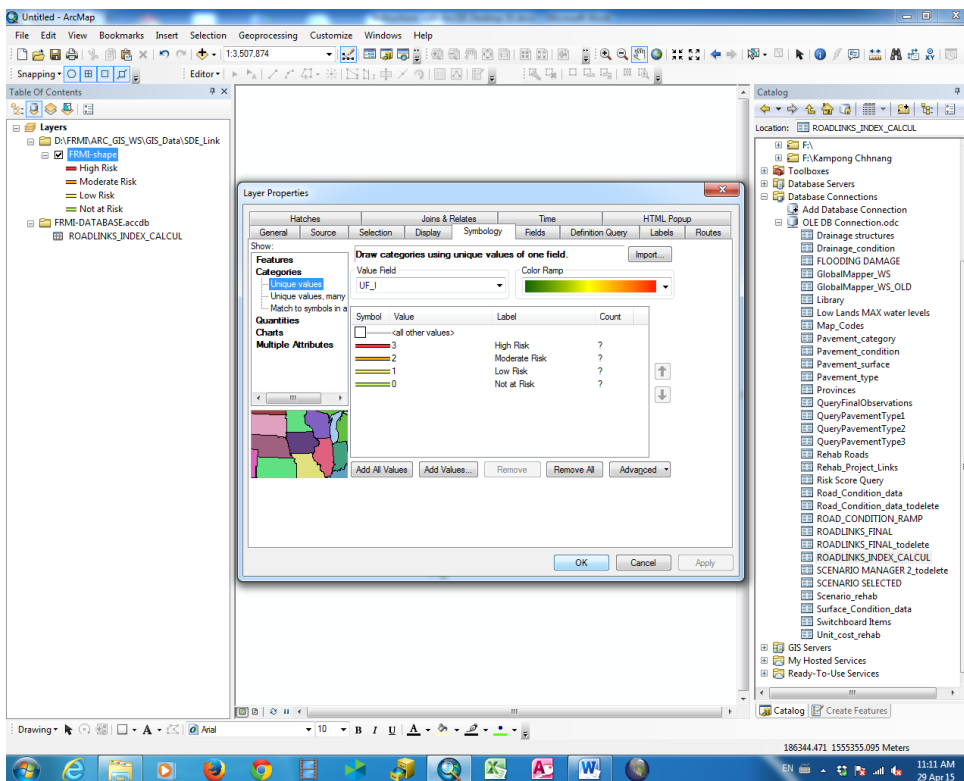 Untitled - ArcMap
File Edit View Bookmarks Insert Selection Geoprocessing Customize Windows Help
1:3,507,874
Snapping Editor
Table Of Contents
Layers
D:\FRMI\ARC_GIS_WS\GIS_Data\SDE_Link
FRMI-shape
High Risk
Moderate Risk
Low Risk
Not at Risk
FRMI-DATABASE.accdb
ROADLINKS_INDEX_CALCUL
Layer Properties
Hatches Joins & Relates Time HTML Popup
General Source Selection Display Symbology Fields Definition Query Labels Routes
Show:
Features
Categories
Unique values
Unique values, many
Match to symbols in a
Quantities
Charts
Multiple Attributes
Draw categories using unique values of one field.
Import...
Value Field Color Ramp
UF_I
Symbol Value Label Count
<all other values>
3 High Risk ?
2 Moderate Risk ?
1 Low Risk ?
0 Not at Risk ?
Add All Values Add Values... Remove Remove All Advanced
OK Cancel Apply
Catalog
Location: ROADLINKS_INDEX_CALCUL
F:\
F:\Kampong Chhnang
Toolboxes
Database Servers
Database Connections
Add Database Connection
OLE DB Connection.odc
Drainage structures
Drainage_condition
FLOODING DAMAGE
GlobalMapper_WS
GlobalMapper_WS_OLD
Library
Low Lands MAX water levels
Map_Codes
Pavement_category
Pavement_condition
Pavement_surface
Pavement_type
Provinces
QueryFinalObservations
QueryPavementType1
QueryPavementType2
QueryPavementType3
Rehab Roads
Rehab_Project_Links
Risk Score Query
Road_Condition_data
Road_Condition_data_todelete
ROAD_CONDITION_RAMP
ROADLINKS_FINAL
ROADLINKS_FINAL_todelete
ROADLINKS_INDEX_CALCUL
SCENARIO MANAGER 2_todelete
SCENARIO SELECTED
Scenario_rehab
Surface_Condition_data
Switchboard Items
Unit_cost_rehab
GIS Servers
My Hosted Services
Ready-To-Use Services
Catalog Create Features
Drawing A Arial 10 B I U A
186344.471 1555355.095 Meters
EN 11:11 AM
29 Apr 15